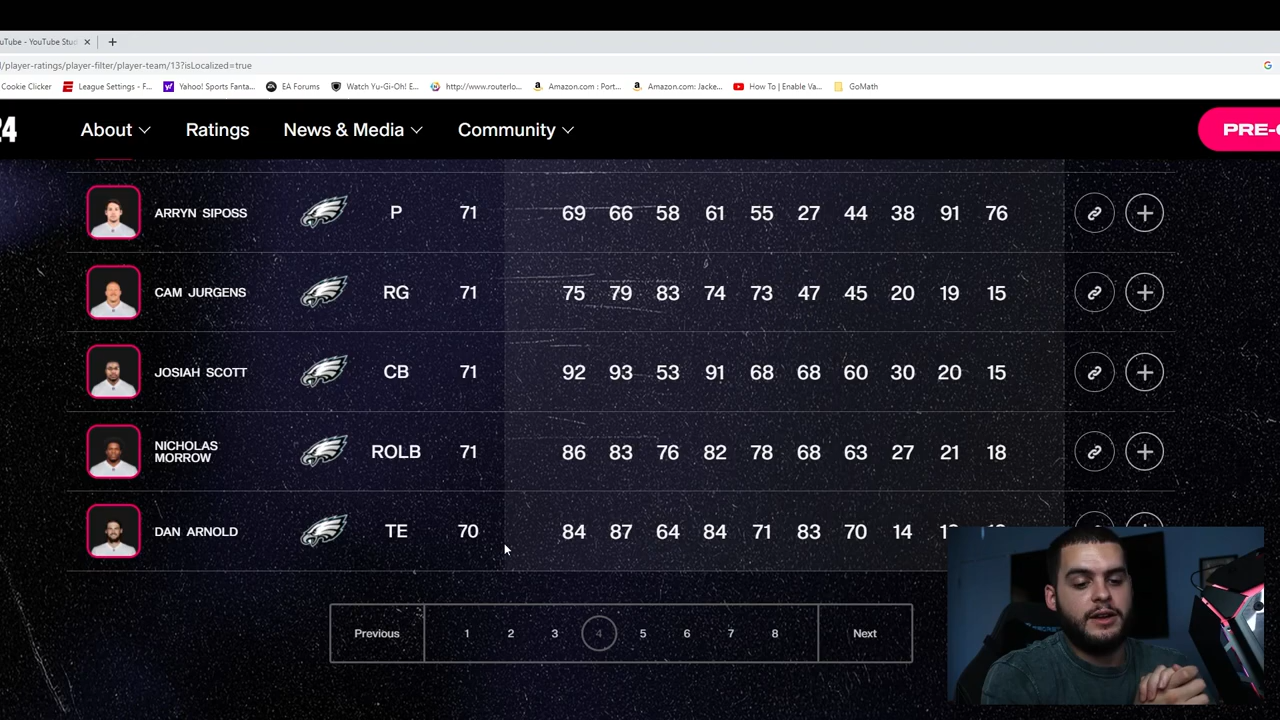 uTube - YouTube Stud
/player-ratings/player-filter/player-team/13?isLocalized=true
Cookie Clicker League Settings - F... Yahoo! Sports Fanta... EA Forums Watch Yu-Gi-Oh! E... http://www.routerlo... Amazon.com : Port... Amazon.com: Jacke... How To | Enable Va... GoMath
24 About Ratings News & Media Community PRE-
ARRYN SIPOSS P 71 69 66 58 61 55 27 44 38 91 76
CAM JURGENS RG 71 75 79 83 74 73 47 45 20 19 15
JOSIAH SCOTT CB 71 92 93 53 91 68 68 60 30 20 15
NICHOLAS
MORROW ROLB 71 86 83 76 82 78 68 63 27 21 18
DAN ARNOLD TE 70 84 87 64 84 71 83 70 14
Previous 1 2 3 4 5 6 7 8 Next